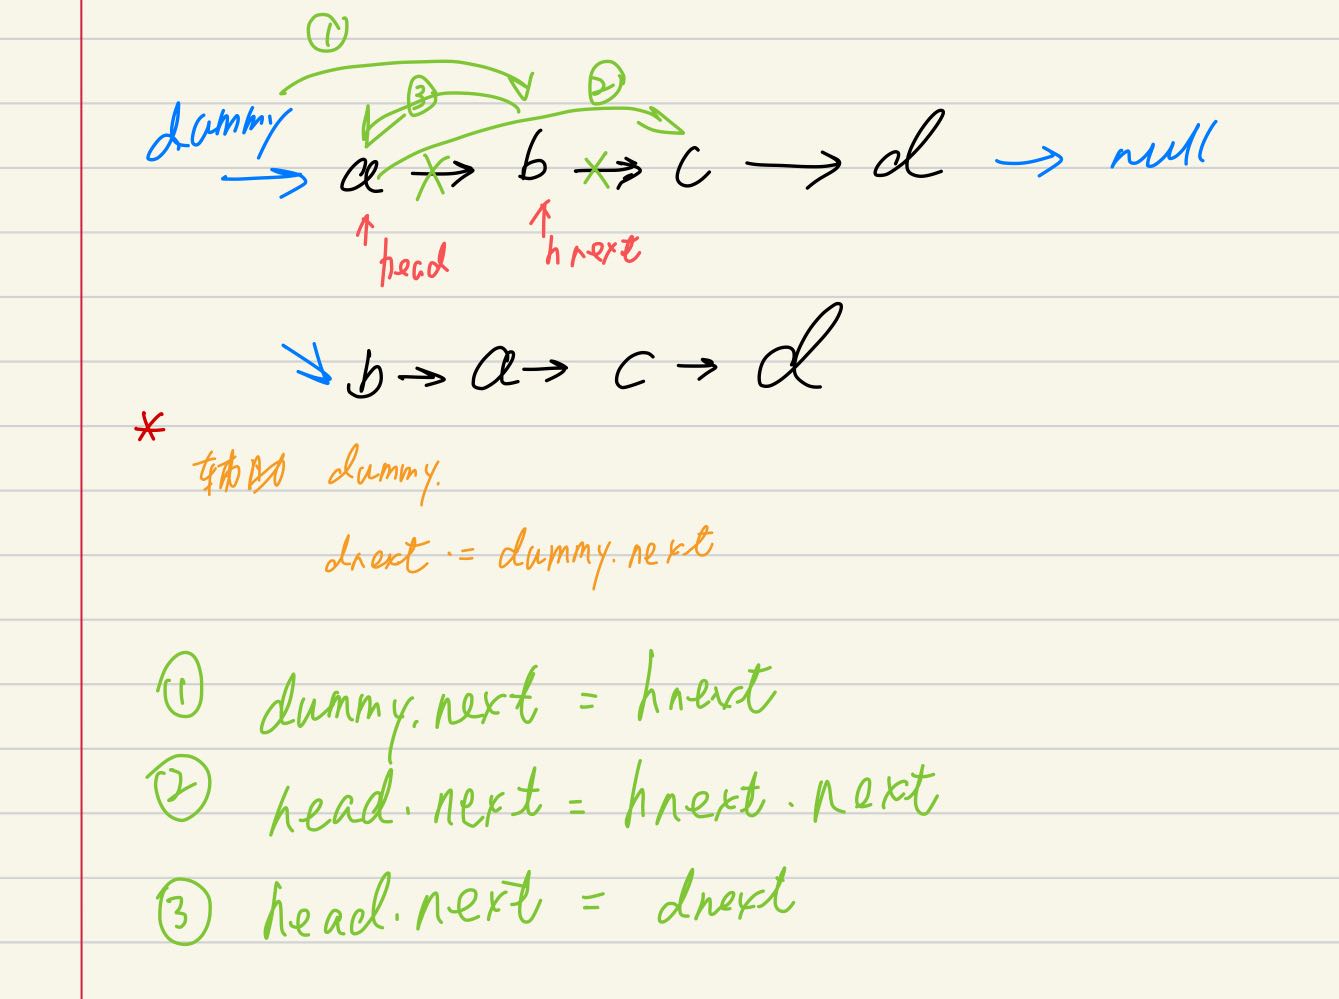 ① ③ ②
dummy a → b → c → d → null
head hnext
b → a → c → d
*
辅助 dummy.
dnext := dummy.next
① dummy.next = hnext
② head.next = hnext.next
③ head.next = dnext